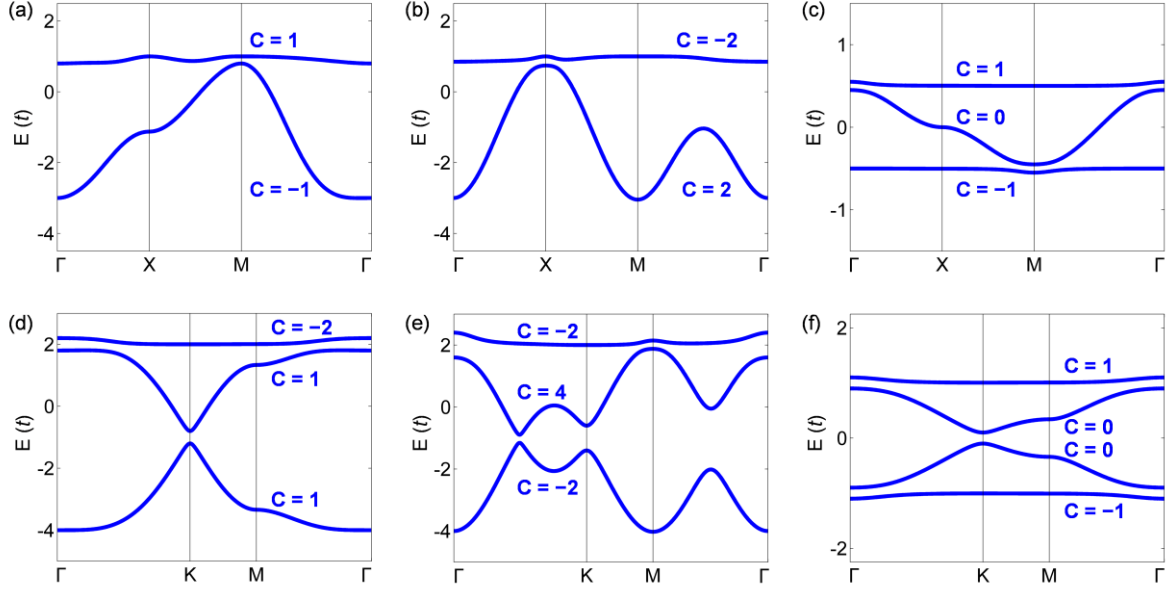 (a)
2
0
-2
-4
E (t)
C = 1
C = −1
Γ X M Γ
(b)
2
0
-2
-4
E (t)
C = −2
C = 2
Γ X M Γ
(c)
1
0
-1
E (t)
C = 1
C = 0
C = −1
Γ X M Γ
(d)
2
0
-2
-4
E (t)
C = −2
C = 1
C = 1
Γ K M Γ
(e)
2
0
-2
-4
E (t)
C = −2
C = 4
C = −2
Γ K M Γ
(f)
2
1
0
-2
E (t)
C = 1
C = 0
C = 0
C = −1
Γ K M Γ